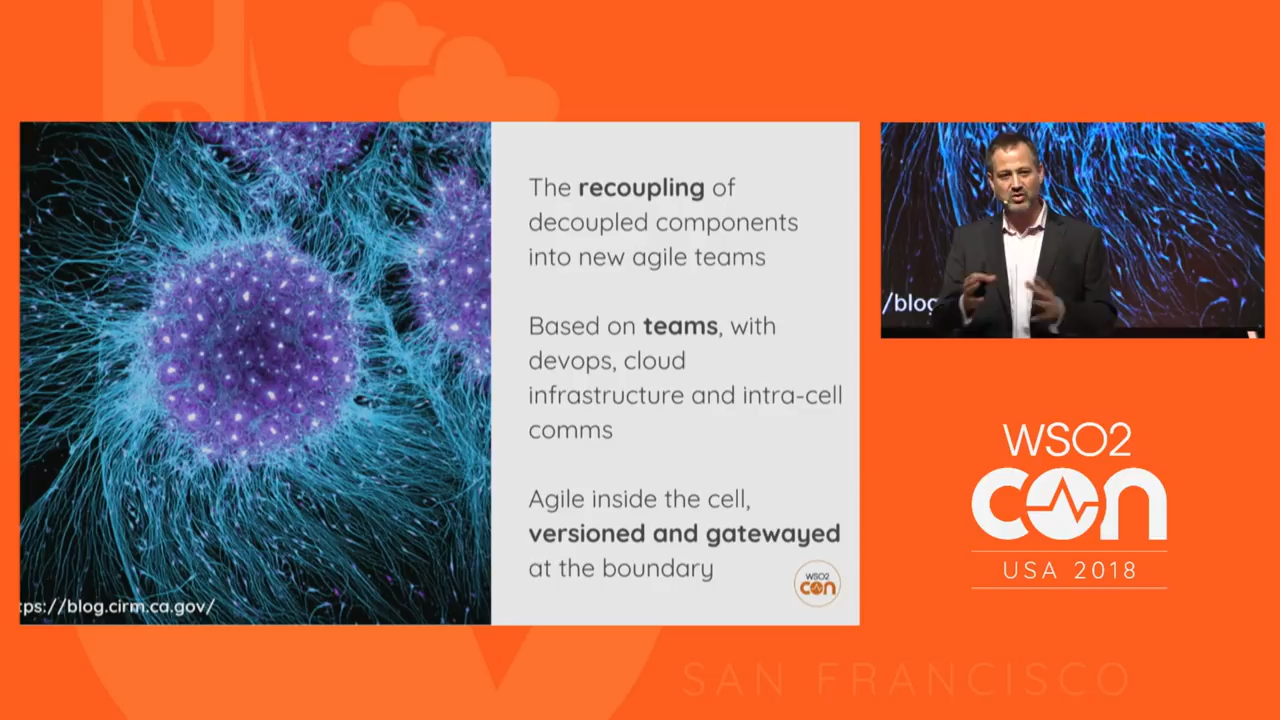 The recoupling of
decoupled components
into new agile teams
Based on teams, with
devops, cloud
infrastructure and intra-cell
comms
Agile inside the cell,
versioned and gatewayed
at the boundary
WSO2
con
tps://blog.cirm.ca.gov/
/blog
WSO2
con
USA 2018
SAN FRANCISCO